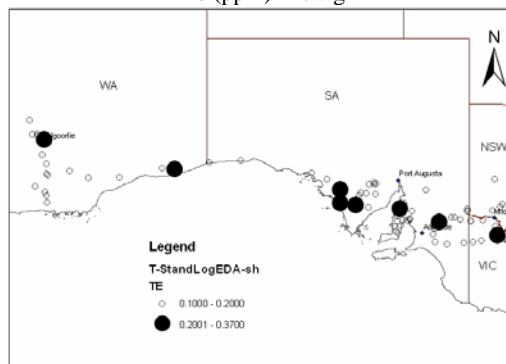 N
WA
SA
NSW
Port Augusta
VIC
Legend
T-StandLogEDA-sh
TE
0.1000 - 0.2000
0.2001 - 0.3700